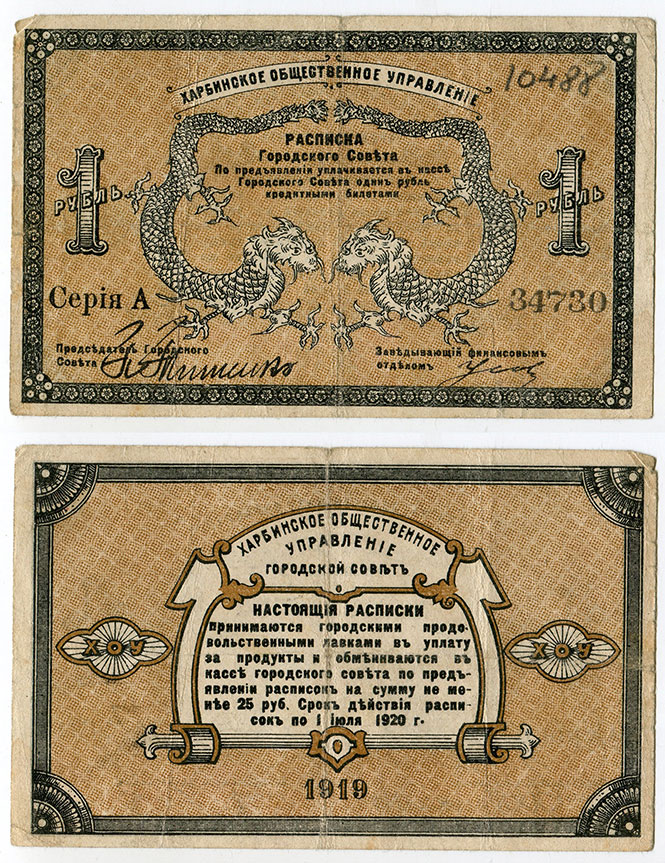 10488
ХАРБИНСКОЕ ОБЩЕСТВЕННОЕ УПРАВЛЕНІЕ
РАСПИСКА
Городского Совѣта
По предъявленіи уплачивается въ кассѣ
Городского Совѣта одинъ рубль
кредитными билетами
1 РУБЛЬ
1 РУБЛЬ
Серія А
34730
Предсѣдатель Городского
Совѣта
Завѣдывающій финансовымъ
отдѣломъ
ХАРБИНСКОЕ ОБЩЕСТВЕННОЕ
УПРАВЛЕНІЕ
ГОРОДСКОЙ СОВѢТЪ
НАСТОЯЩІЯ РАСПИСКИ
принимаются городскими продо-
вольственными лавками въ уплату
за продукты и обмѣниваются въ
кассѣ городского совѣта по предъ-
явленіи расписокъ на сумму не ме-
нѣе 25 руб. Срокъ дѣйствія распи-
сокъ по 1 Іюля 1920 г.
ХОУ
ХОУ
1919